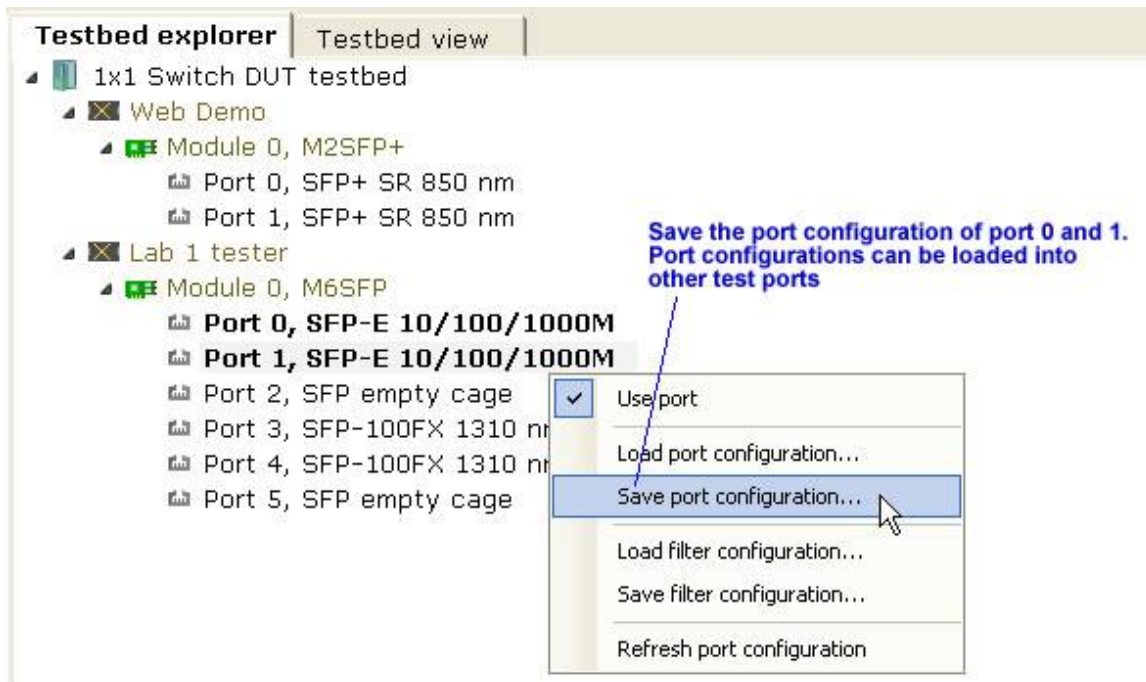 Testbed explorer
Testbed view
1x1 Switch DUT testbed
Web Demo
Module 0, M2SFP+
Port 0, SFP+ SR 850 nm
Port 1, SFP+ SR 850 nm
Save the port configuration of port 0 and 1.
Port configurations can be loaded into
other test ports
Lab 1 tester
Module 0, M6SFP
Port 0, SFP-E 10/100/1000M
Port 1, SFP-E 10/100/1000M
Port 2, SFP empty cage
Port 3, SFP-100FX 1310 n
Port 4, SFP-100FX 1310 n
Port 5, SFP empty cage
Use port
Load port configuration...
Save port configuration...
Load filter configuration...
Save filter configuration...
Refresh port configuration